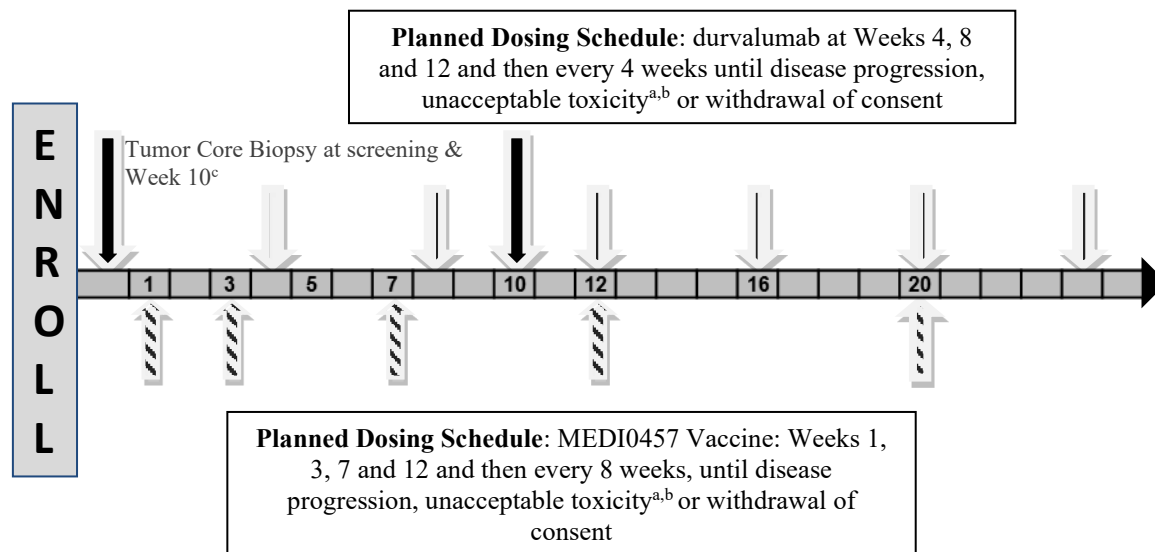 Planned Dosing Schedule: durvalumab at Weeks 4, 8
and 12 and then every 4 weeks until disease progression,
unacceptable toxicityᵃ,ᵇ or withdrawal of consent
ENROLL
Tumor Core Biopsy at screening &
Week 10ᶜ
1 3 5 7 10 12 16 20
Planned Dosing Schedule: MEDI0457 Vaccine: Weeks 1,
3, 7 and 12 and then every 8 weeks, until disease
progression, unacceptable toxicityᵃ,ᵇ or withdrawal of
consent